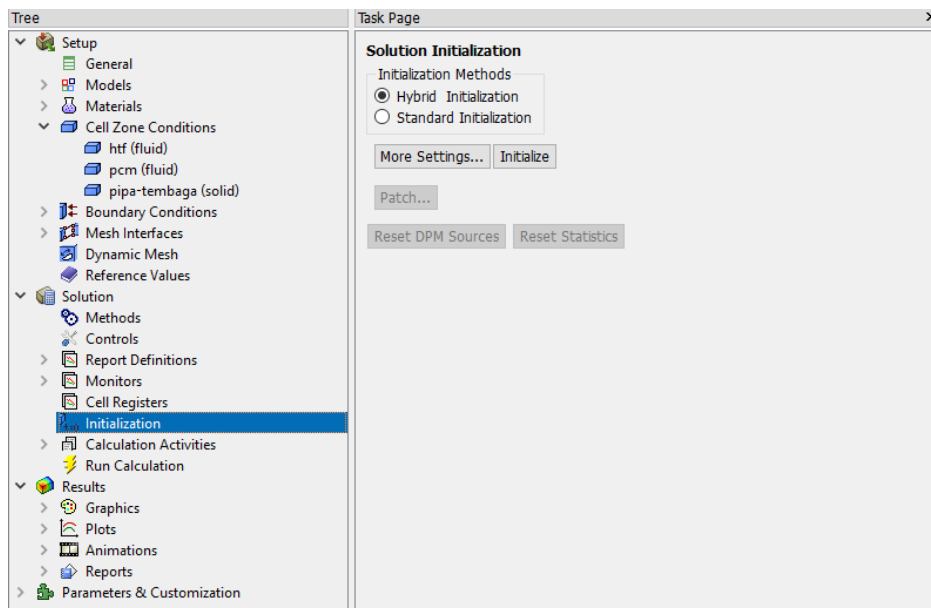 Tree
Setup
General
Models
Materials
Cell Zone Conditions
htf (fluid)
pcm (fluid)
pipa-tembaga (solid)
Boundary Conditions
Mesh Interfaces
Dynamic Mesh
Reference Values
Solution
Methods
Controls
Report Definitions
Monitors
Cell Registers
Initialization
Calculation Activities
Run Calculation
Results
Graphics
Plots
Animations
Reports
Parameters & Customization
Task Page
Solution Initialization
Initialization Methods
Hybrid Initialization
Standard Initialization
More Settings... Initialize
Patch...
Reset DPM Sources Reset Statistics